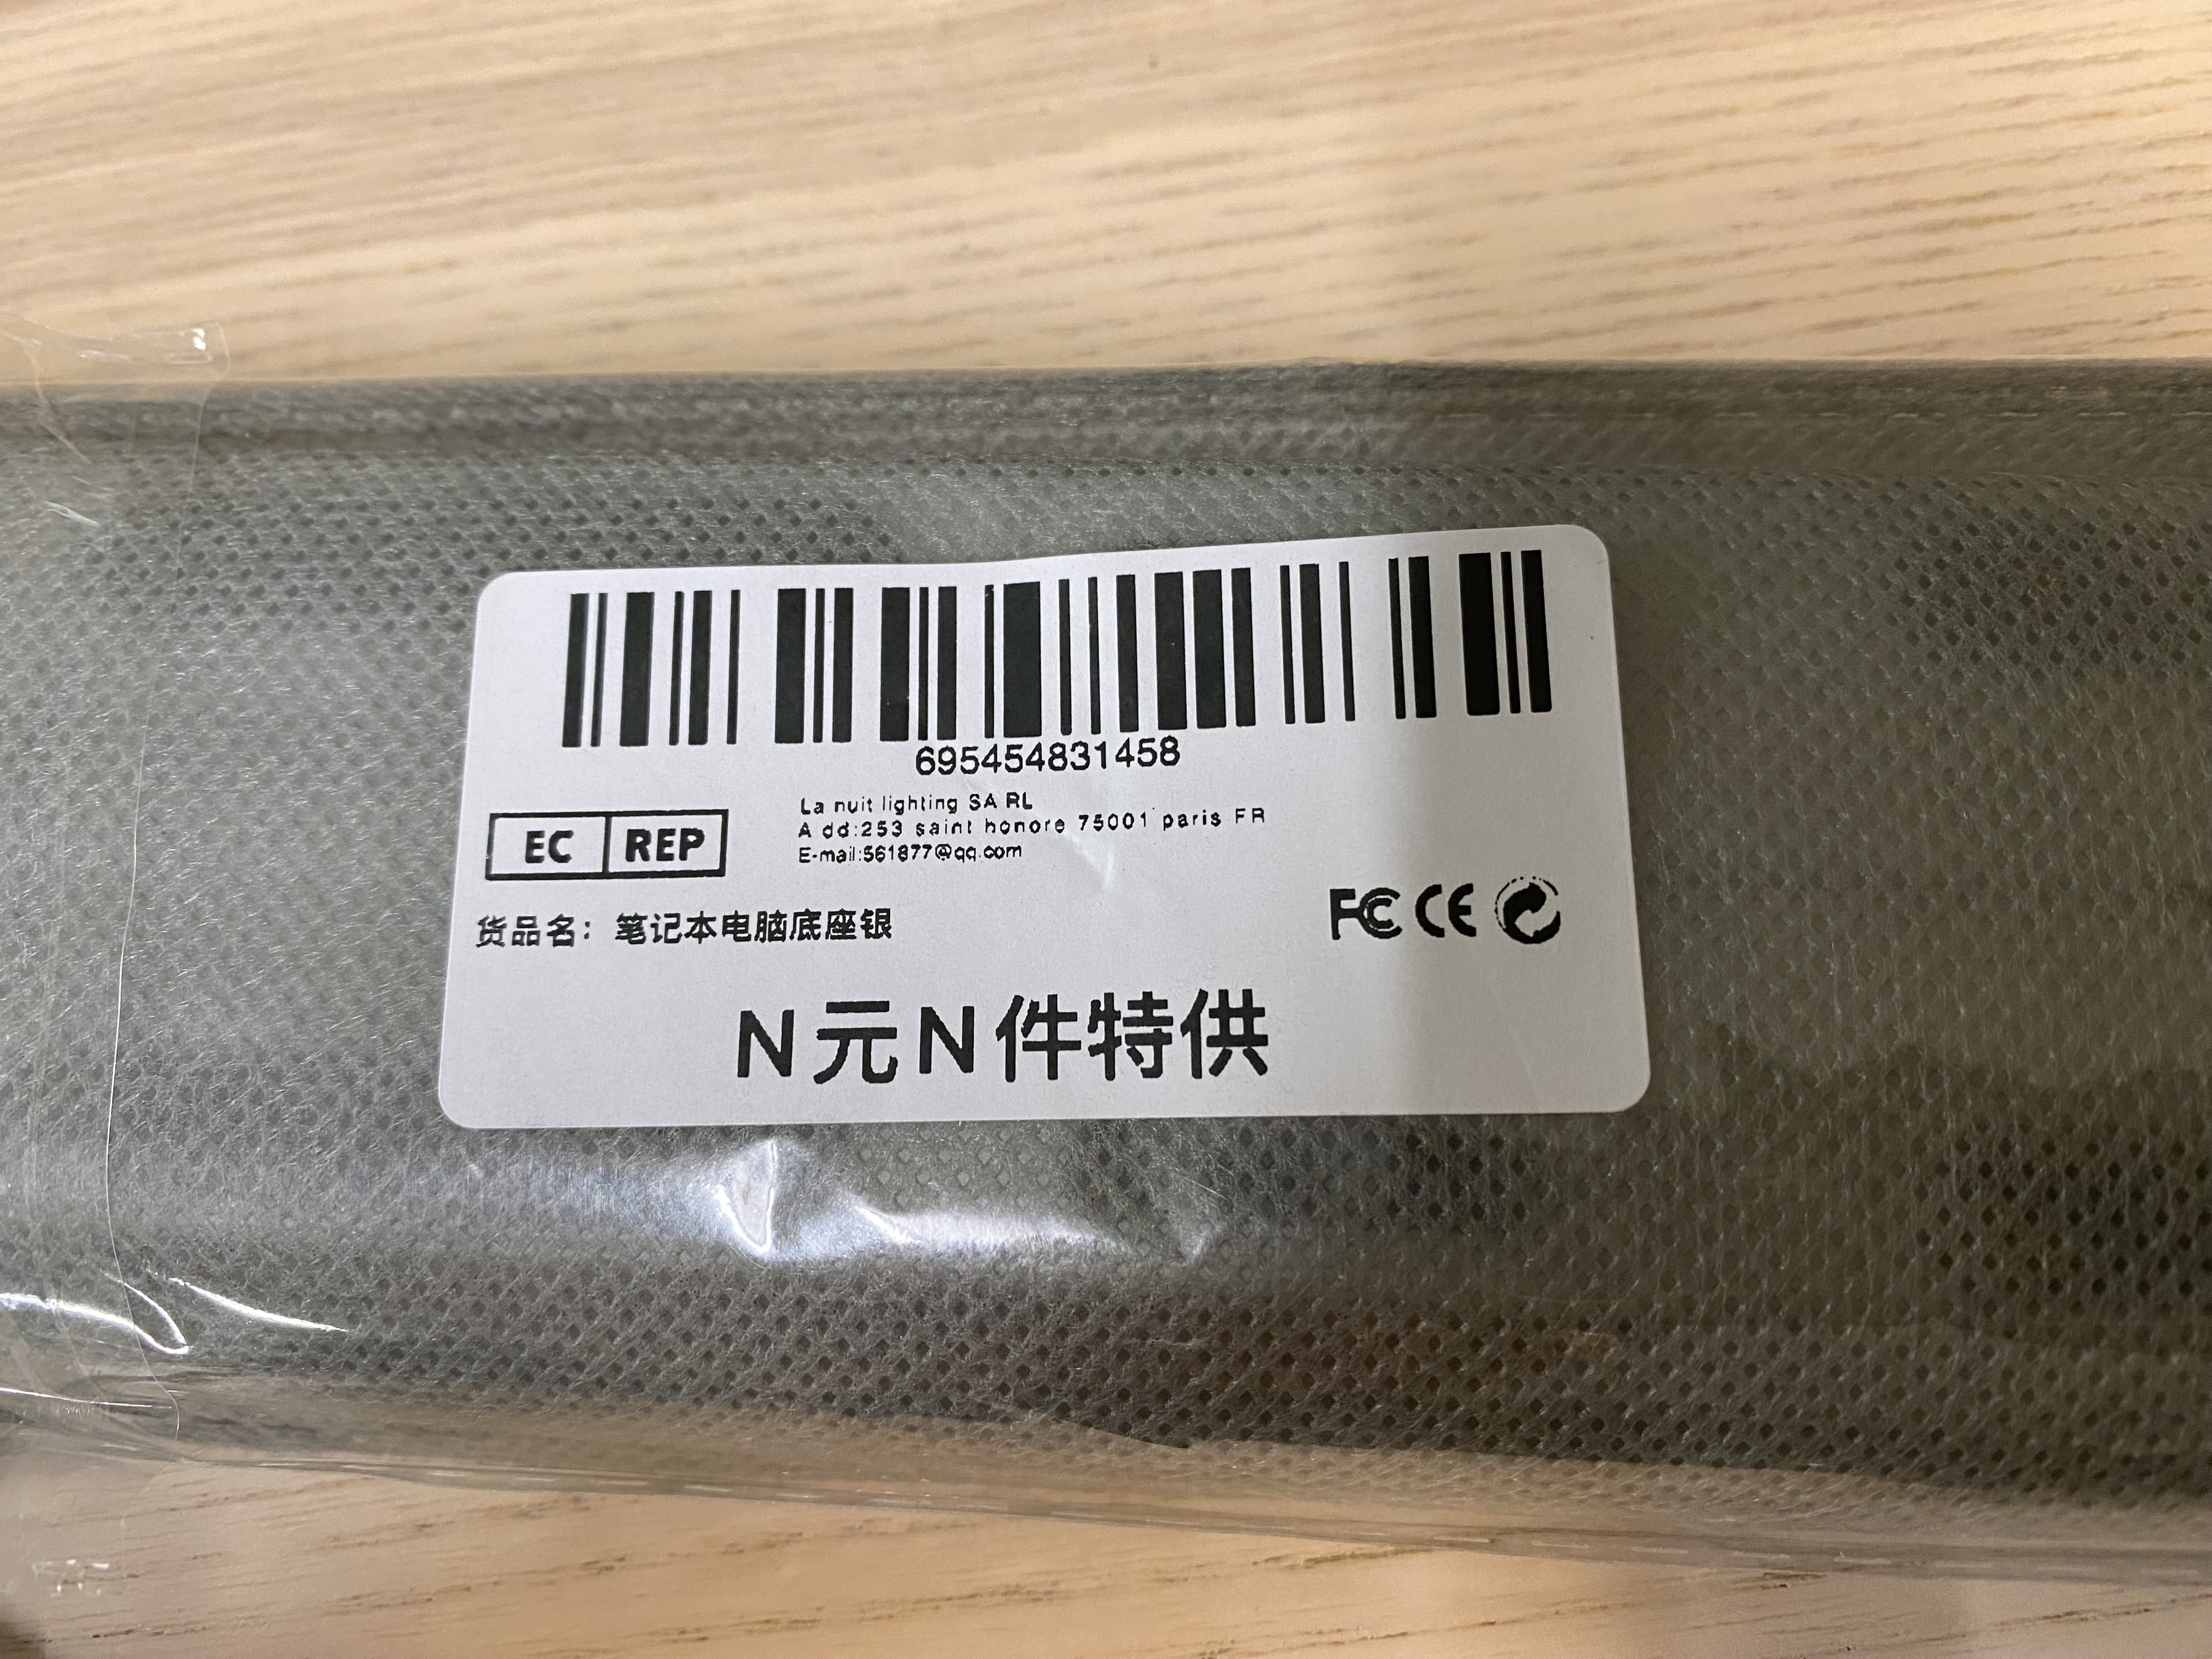 695454831458
La nuit lighting SA RL
A dd:253 saint honore 75001 paris FR
E-mail:561877@qq.com
EC REP
货品名：笔记本电脑底座银
FC CE
N元N件特供